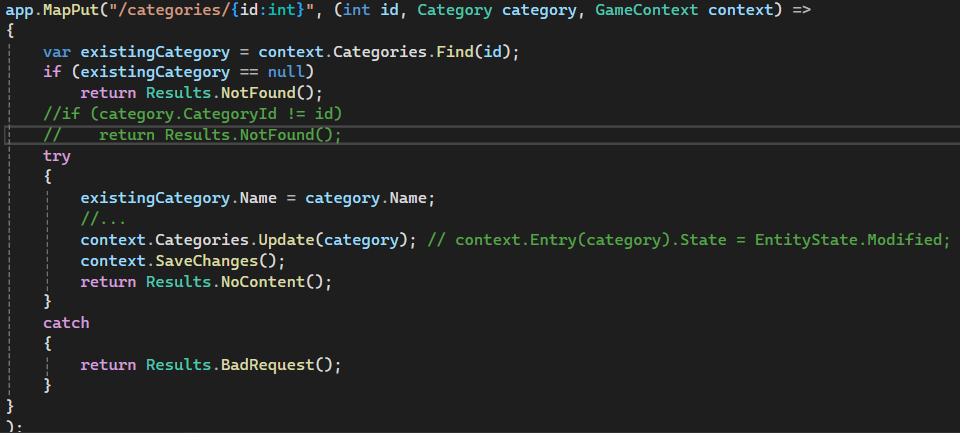 app.MapPut("/categories/{id:int}", (int id, Category category, GameContext context) =>
{
    var existingCategory = context.Categories.Find(id);
    if (existingCategory == null)
        return Results.NotFound();
    //if (category.CategoryId != id)
    //    return Results.NotFound();
    try
    {
        existingCategory.Name = category.Name;
        //...
        context.Categories.Update(category); // context.Entry(category).State = EntityState.Modified;
        context.SaveChanges();
        return Results.NoContent();
    }
    catch
    {
        return Results.BadRequest();
    }
}
);